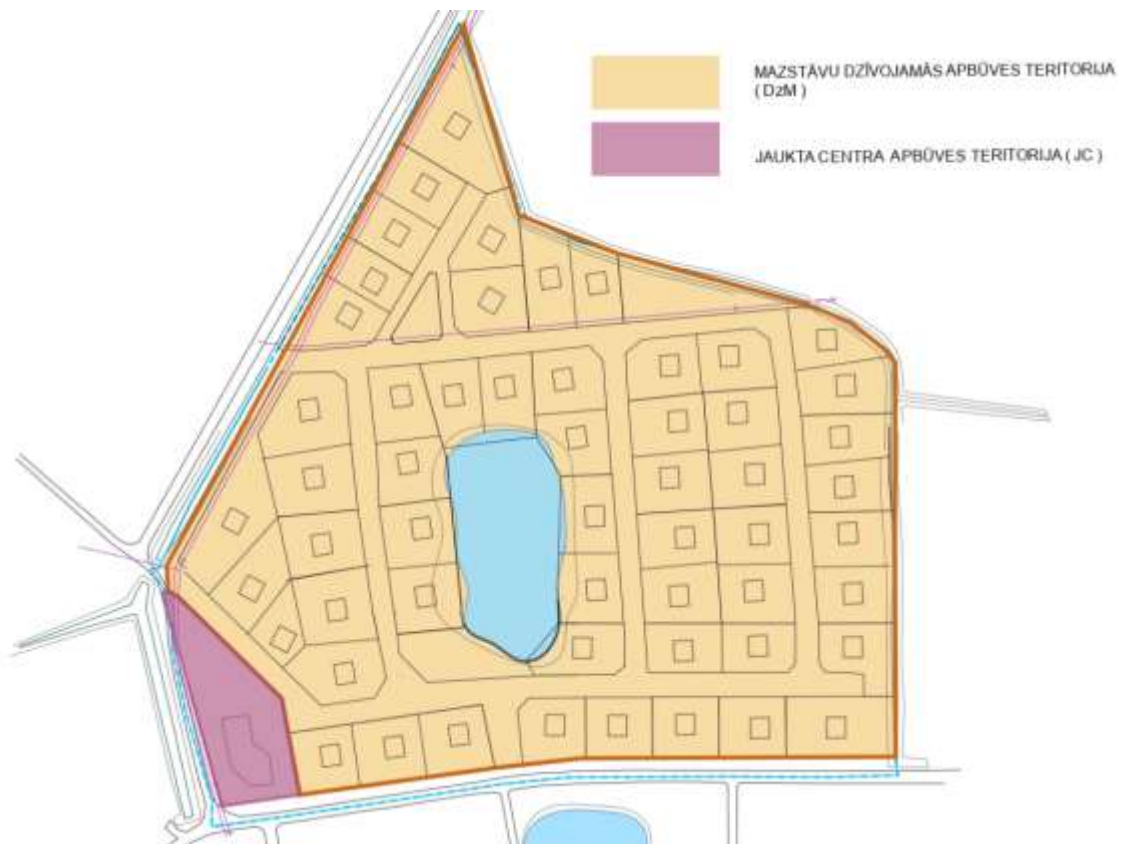 MAZSTĀVU DZĪVOJAMĀS APBŪVES TERITORIJA
( DzM )
JAUKTA CENTRA APBŪVES TERITORIJA ( JC )